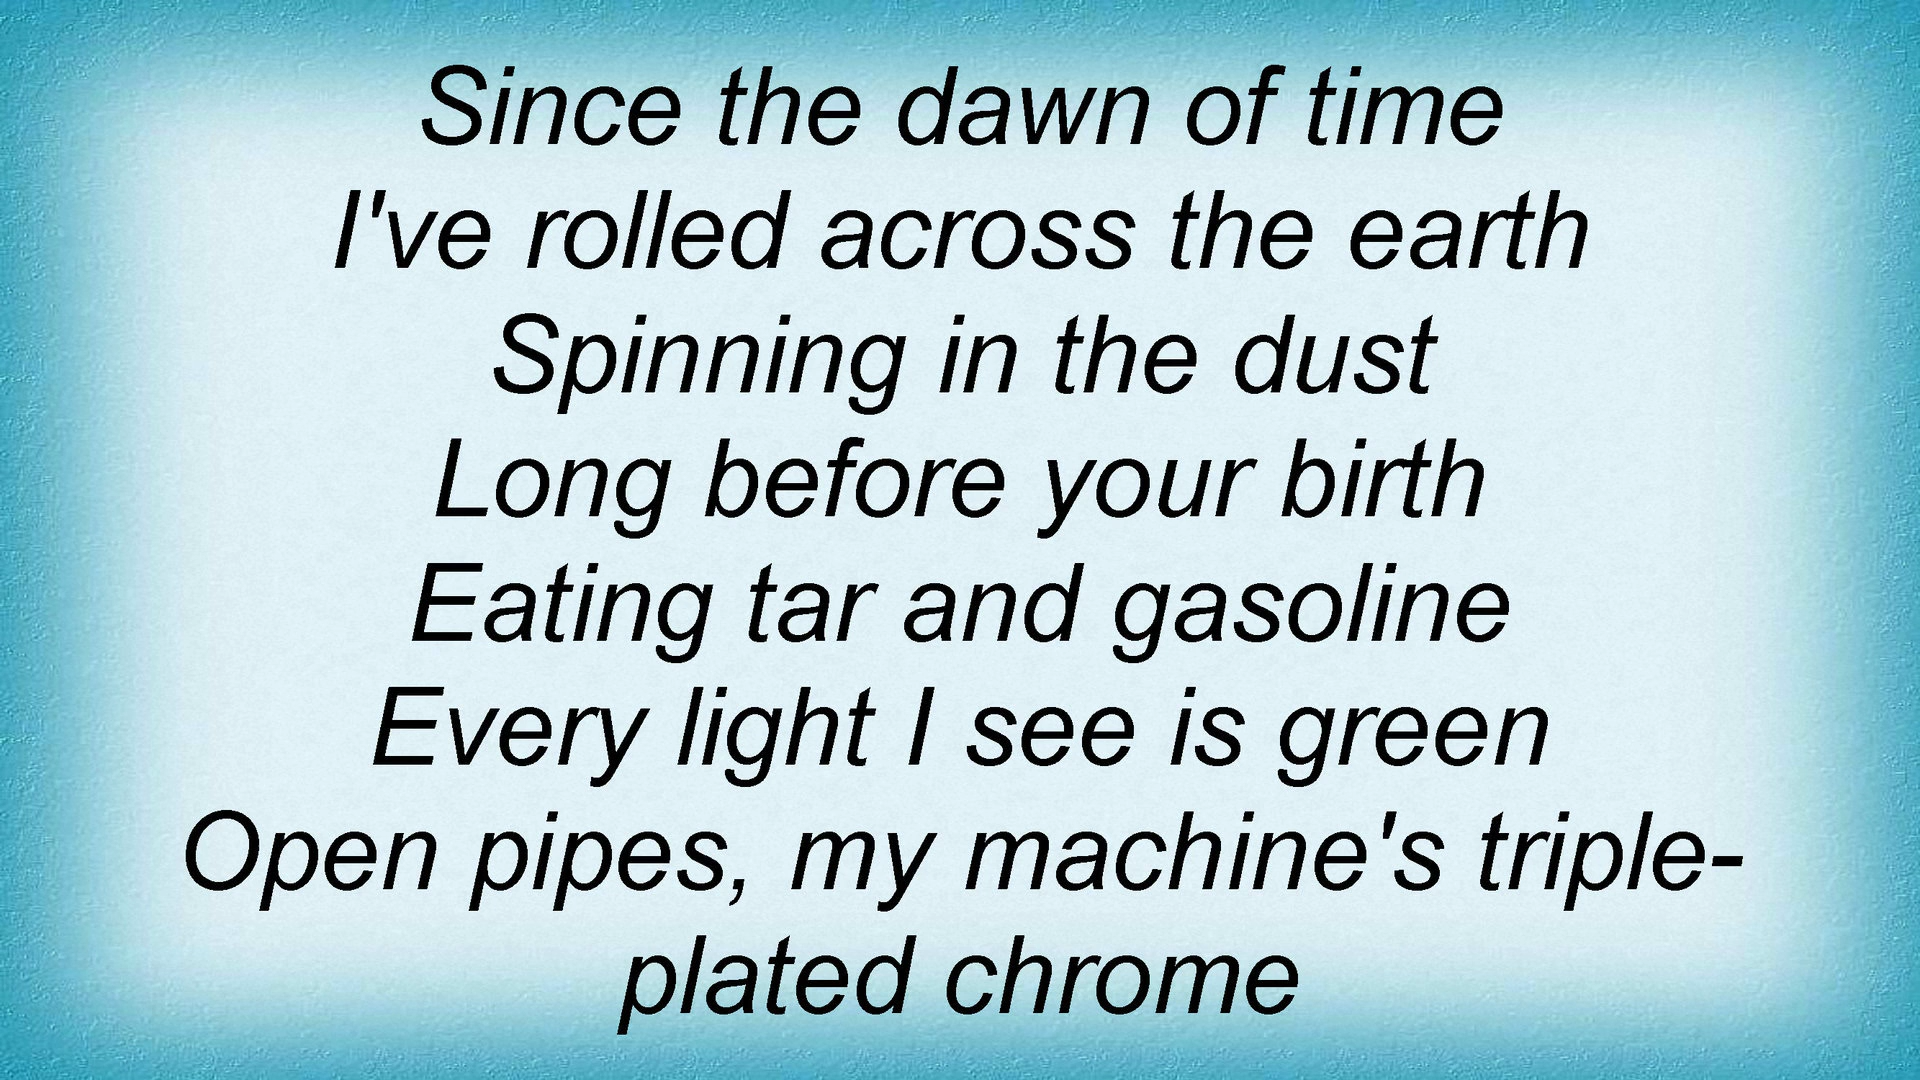 Since the dawn of time
I've rolled across the earth
Spinning in the dust
Long before your birth
Eating tar and gasoline
Every light I see is green
Open pipes, my machine's triple-
plated chrome